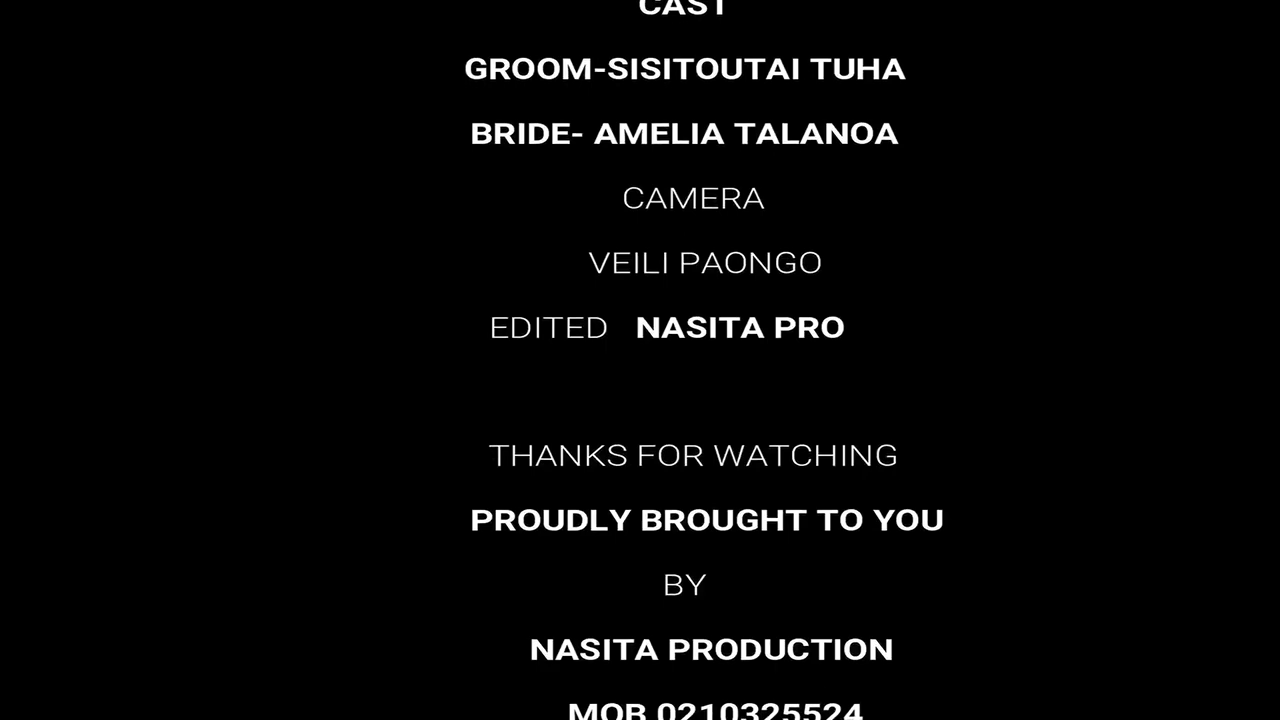 CAST
GROOM-SISITOUTAI TUHA
BRIDE- AMELIA TALANOA
CAMERA
VEILI PAONGO
EDITED NASITA PRO
THANKS FOR WATCHING
PROUDLY BROUGHT TO YOU
BY
NASITA PRODUCTION
MOB 0210325524